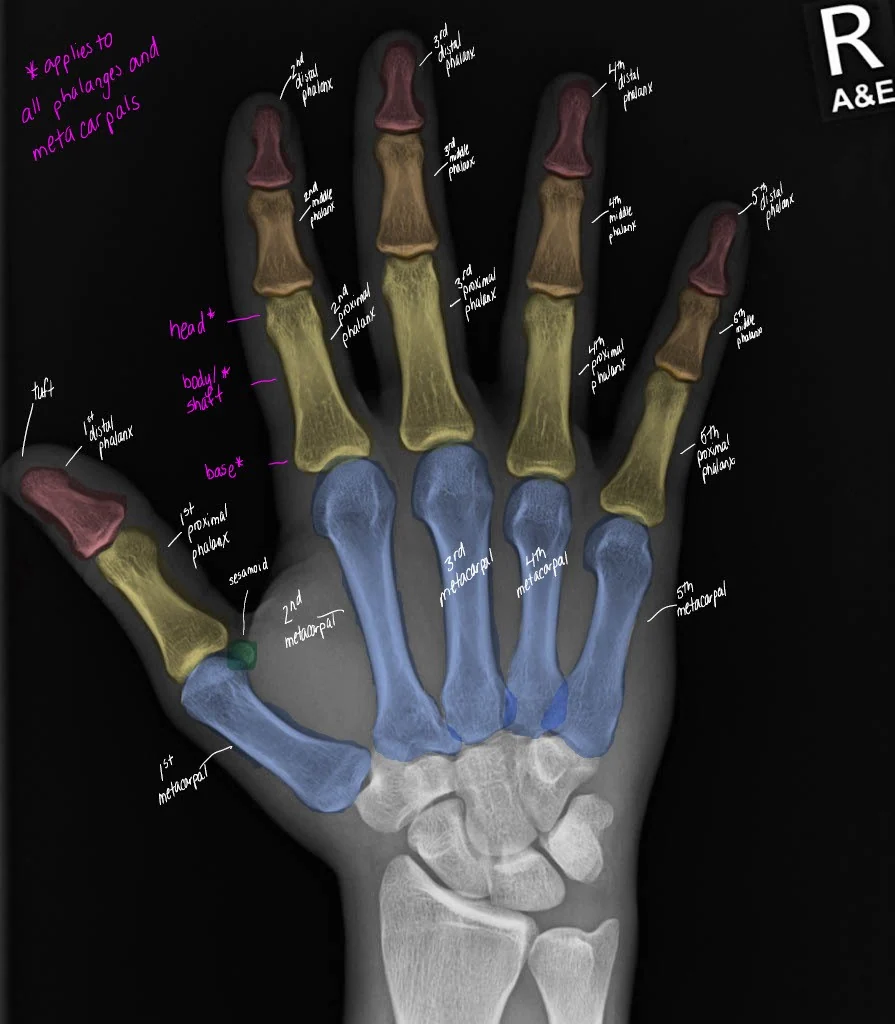 * applies to
all phalanges and
metacarpals
R
A&E
2nd
distal
phalanx
3rd
distal
phalanx
4th
distal
phalanx
5th
distal
phalanx
2nd
middle
phalanx
3rd
middle
phalanx
4th
middle
phalanx
5th
middle
phalanx
head*
body/*
shaft
base*
2nd
proximal
phalanx
3rd
proximal
phalanx
4th
proximal
phalanx
5th
proximal
phalanx
tuft
1st
distal
phalanx
1st
proximal
phalanx
sesamoid
2nd
metacarpal
3rd
metacarpal
4th
metacarpal
5th
metacarpal
1st
metacarpal